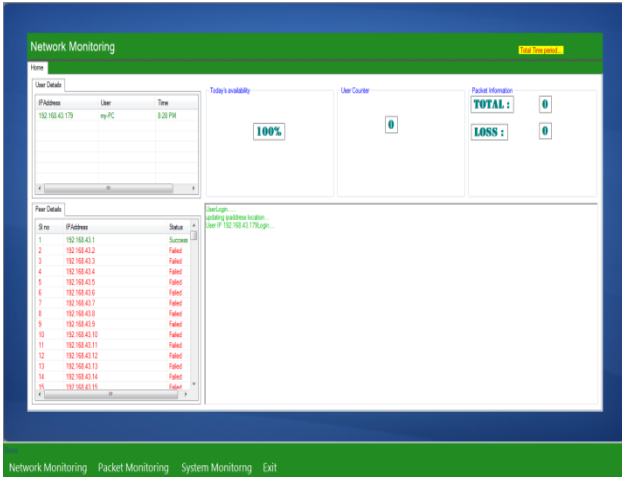 Network Monitoring
Total Time period...
Home
User Details
IPAddress User Time
192.168.43.179 my-PC 8:28 PM
Today's availability
100%
User Counter
0
Packet Information
TOTAL : 0
LOSS : 0
Peer Details
Sl no IPAddress Status
1 192.168.43.1 Success
2 192.168.43.2 Failed
3 192.168.43.3 Failed
4 192.168.43.4 Failed
5 192.168.43.5 Failed
6 192.168.43.6 Failed
7 192.168.43.7 Failed
8 192.168.43.8 Failed
9 192.168.43.9 Failed
10 192.168.43.10 Failed
11 192.168.43.11 Failed
12 192.168.43.12 Failed
13 192.168.43.13 Failed
14 192.168.43.14 Failed
15 192.168.43.15 Failed
UserLogin.....
updating ipaddress location...
User IP 192.168.43.179Login...
Network Monitoring Packet Monitoring System Monitorng Exit